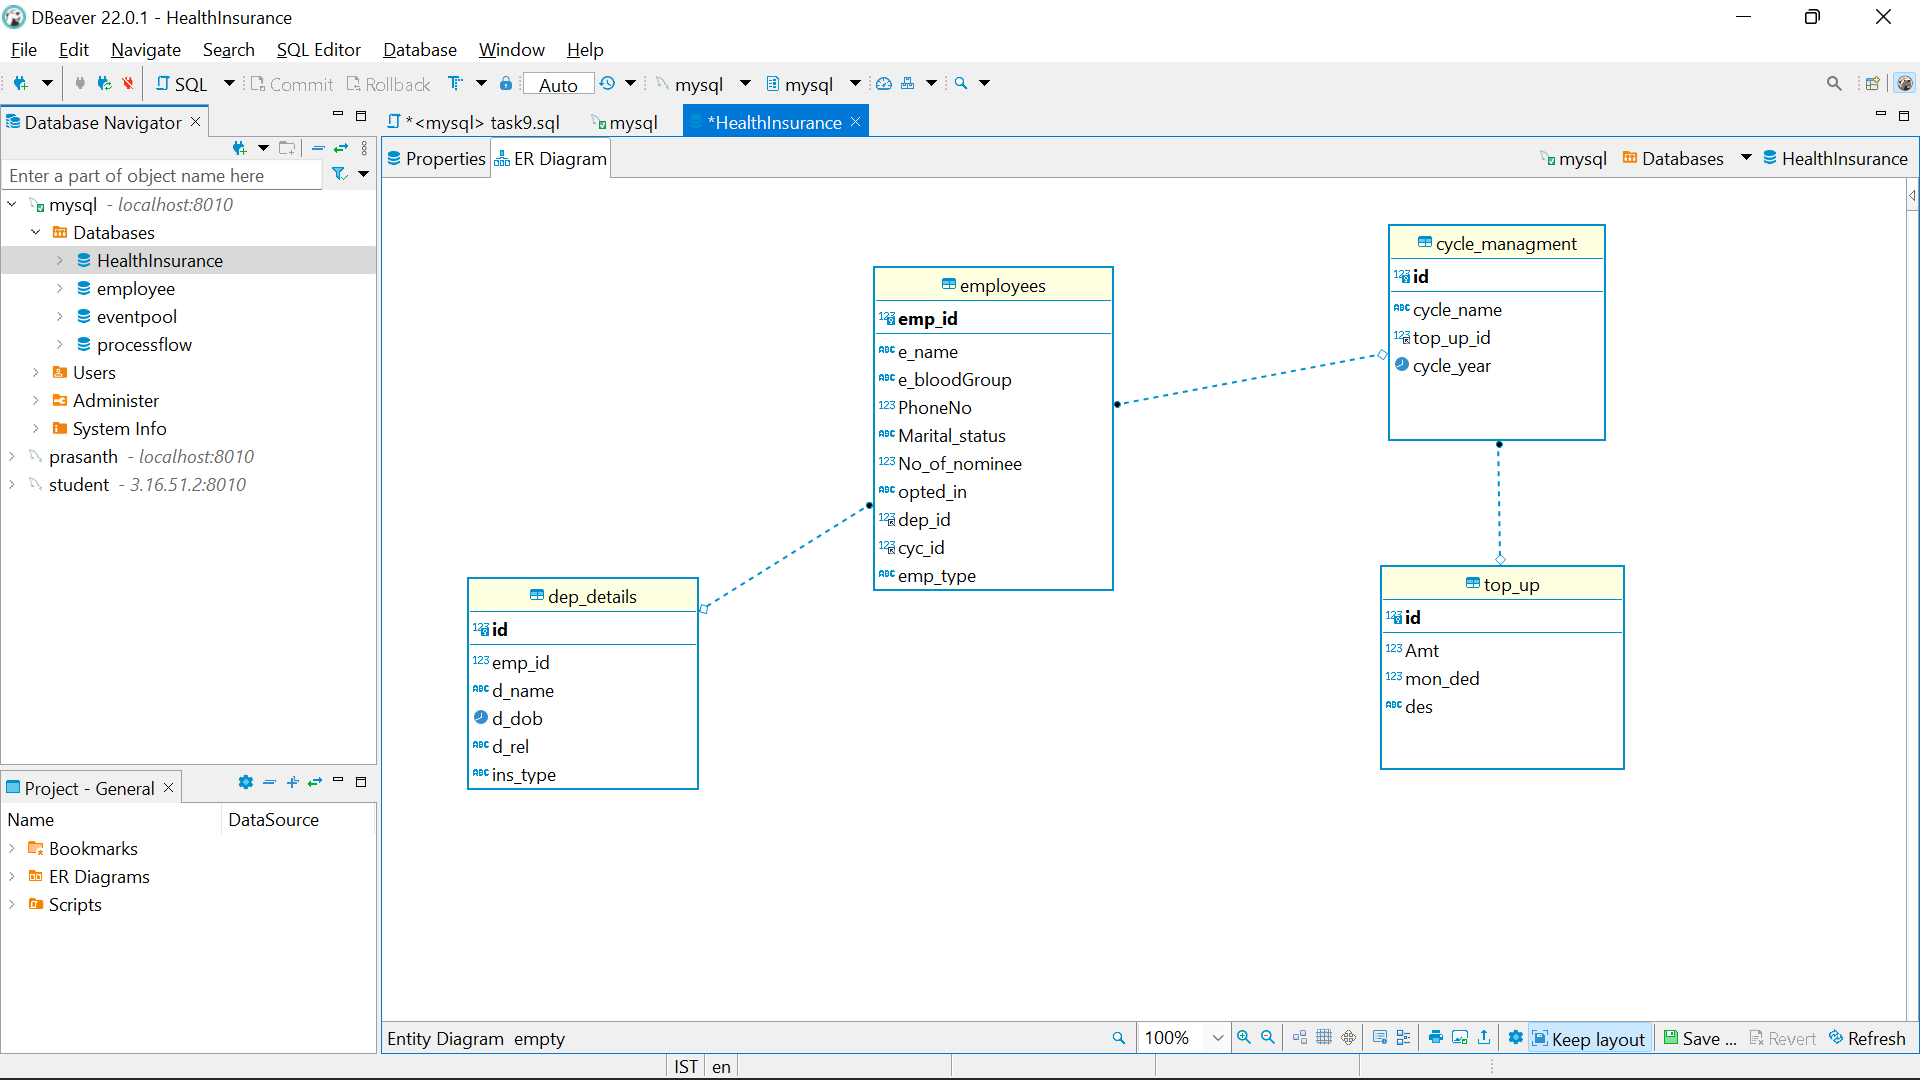 DBeaver 22.0.1 - HealthInsurance
File Edit Navigate Search SQL Editor Database Window Help
SQL Commit Rollback Auto mysql mysql
Database Navigator
Enter a part of object name here
mysql - localhost:8010
Databases
HealthInsurance
employee
eventpool
processflow
Users
Administer
System Info
prasanth - localhost:8010
student - 3.16.51.2:8010
Project - General
Name DataSource
Bookmarks
ER Diagrams
Scripts
*<mysql> task9.sql mysql *HealthInsurance
Properties ER Diagram mysql Databases HealthInsurance
employees
emp_id
e_name
e_bloodGroup
PhoneNo
Marital_status
No_of_nominee
opted_in
dep_id
cyc_id
emp_type
cycle_managment
id
cycle_name
top_up_id
cycle_year
dep_details
id
emp_id
d_name
d_dob
d_rel
ins_type
top_up
id
Amt
mon_ded
des
Entity Diagram empty 100% Keep layout Save ... Revert Refresh
IST en